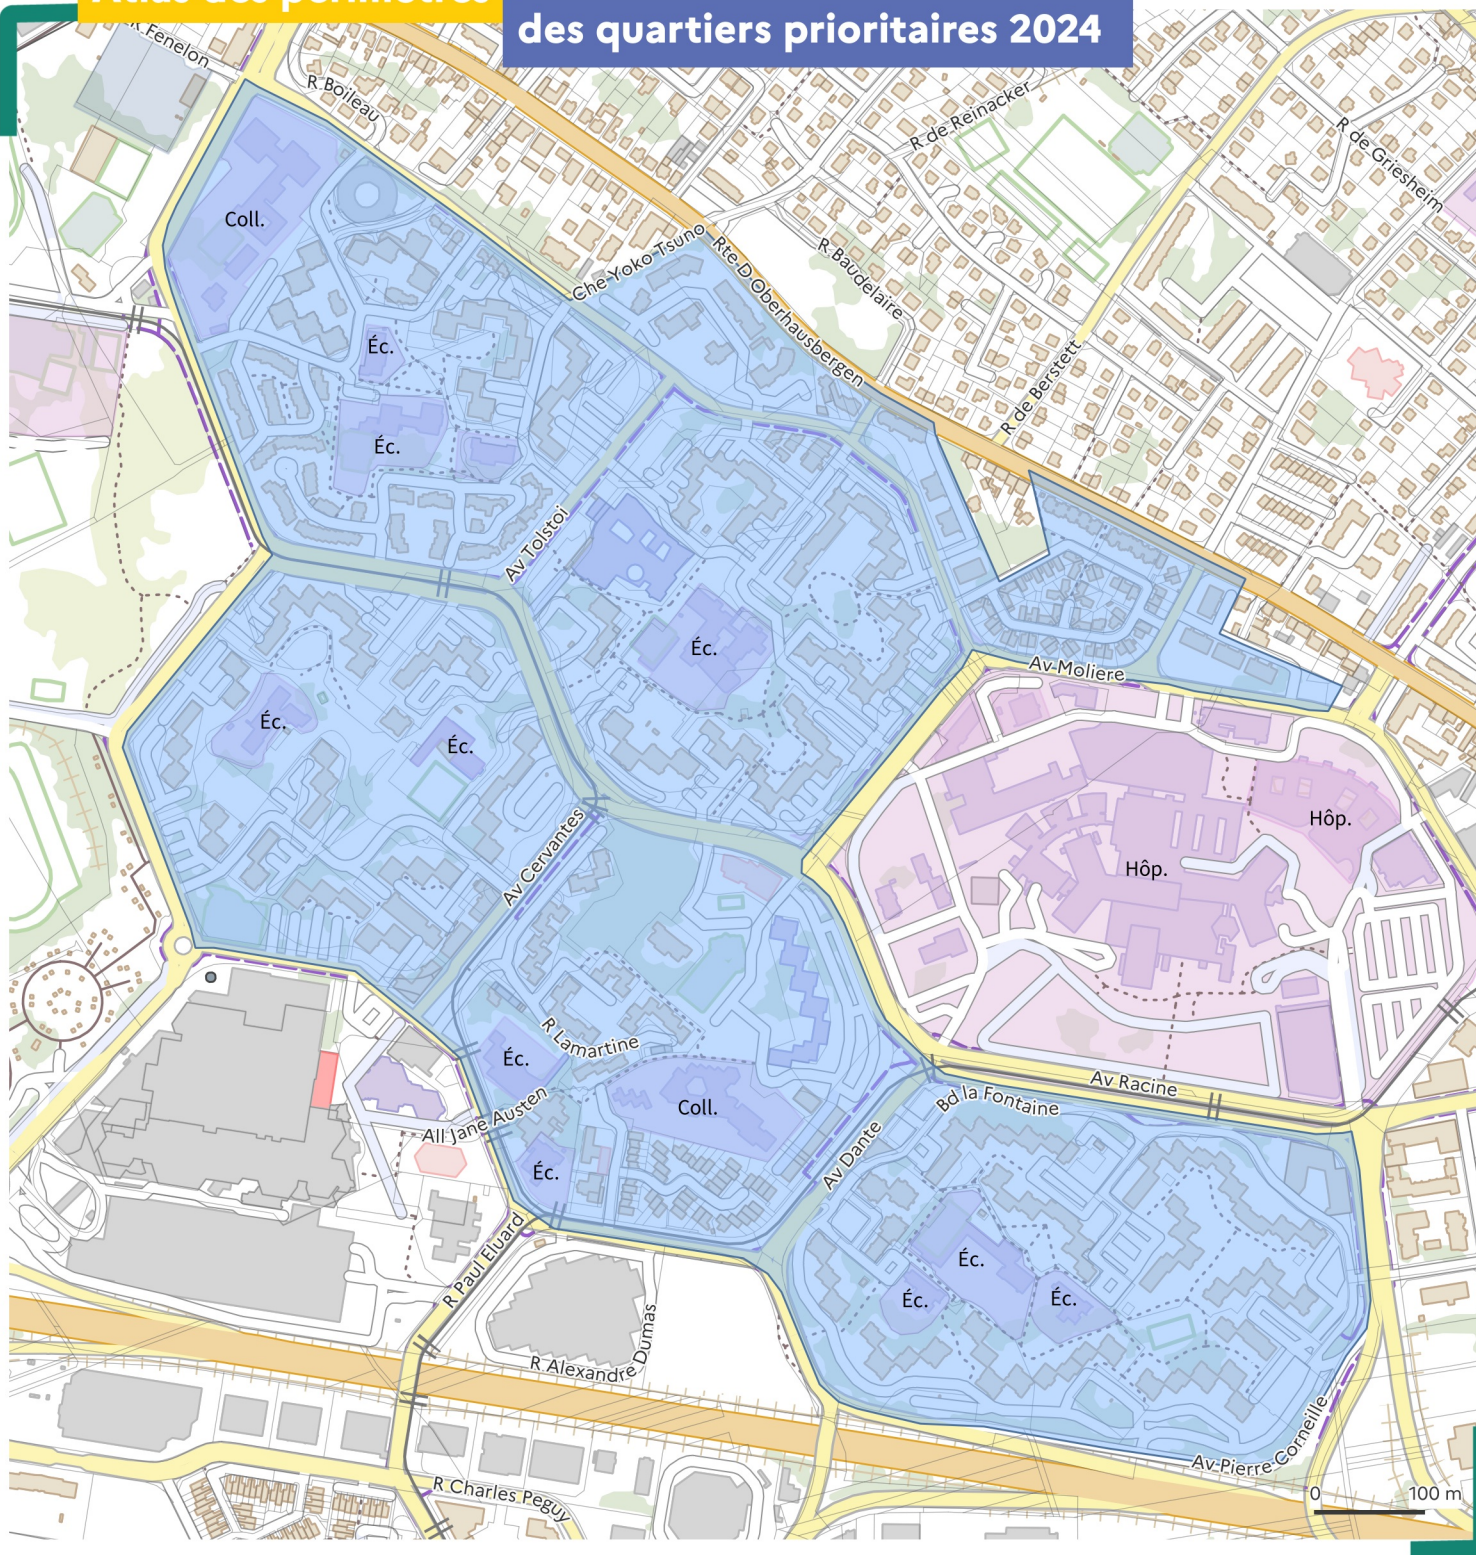 Atlas des périmètres
des quartiers prioritaires 2024
R Fenelon
R Boileau
R de Reinacker
R de Griesheim
Coll.
Che Yoko Tsuno
Rte D Oberhausbergen
R Baudelaire
R de Berstett
Éc.
Éc.
Av Tolstoi
Éc.
Av Moliere
Éc.
Éc.
Av Cervantes
Hôp.
Hôp.
R Lamartine
Éc.
Av Racine
Bd la Fontaine
Coll.
All Jane Austen
Av Dante
Éc.
R Paul Eluard
Éc.
Éc.
Éc.
R Alexandre Dumas
Av Pierre Corneille
R Charles Peguy
0 100 m